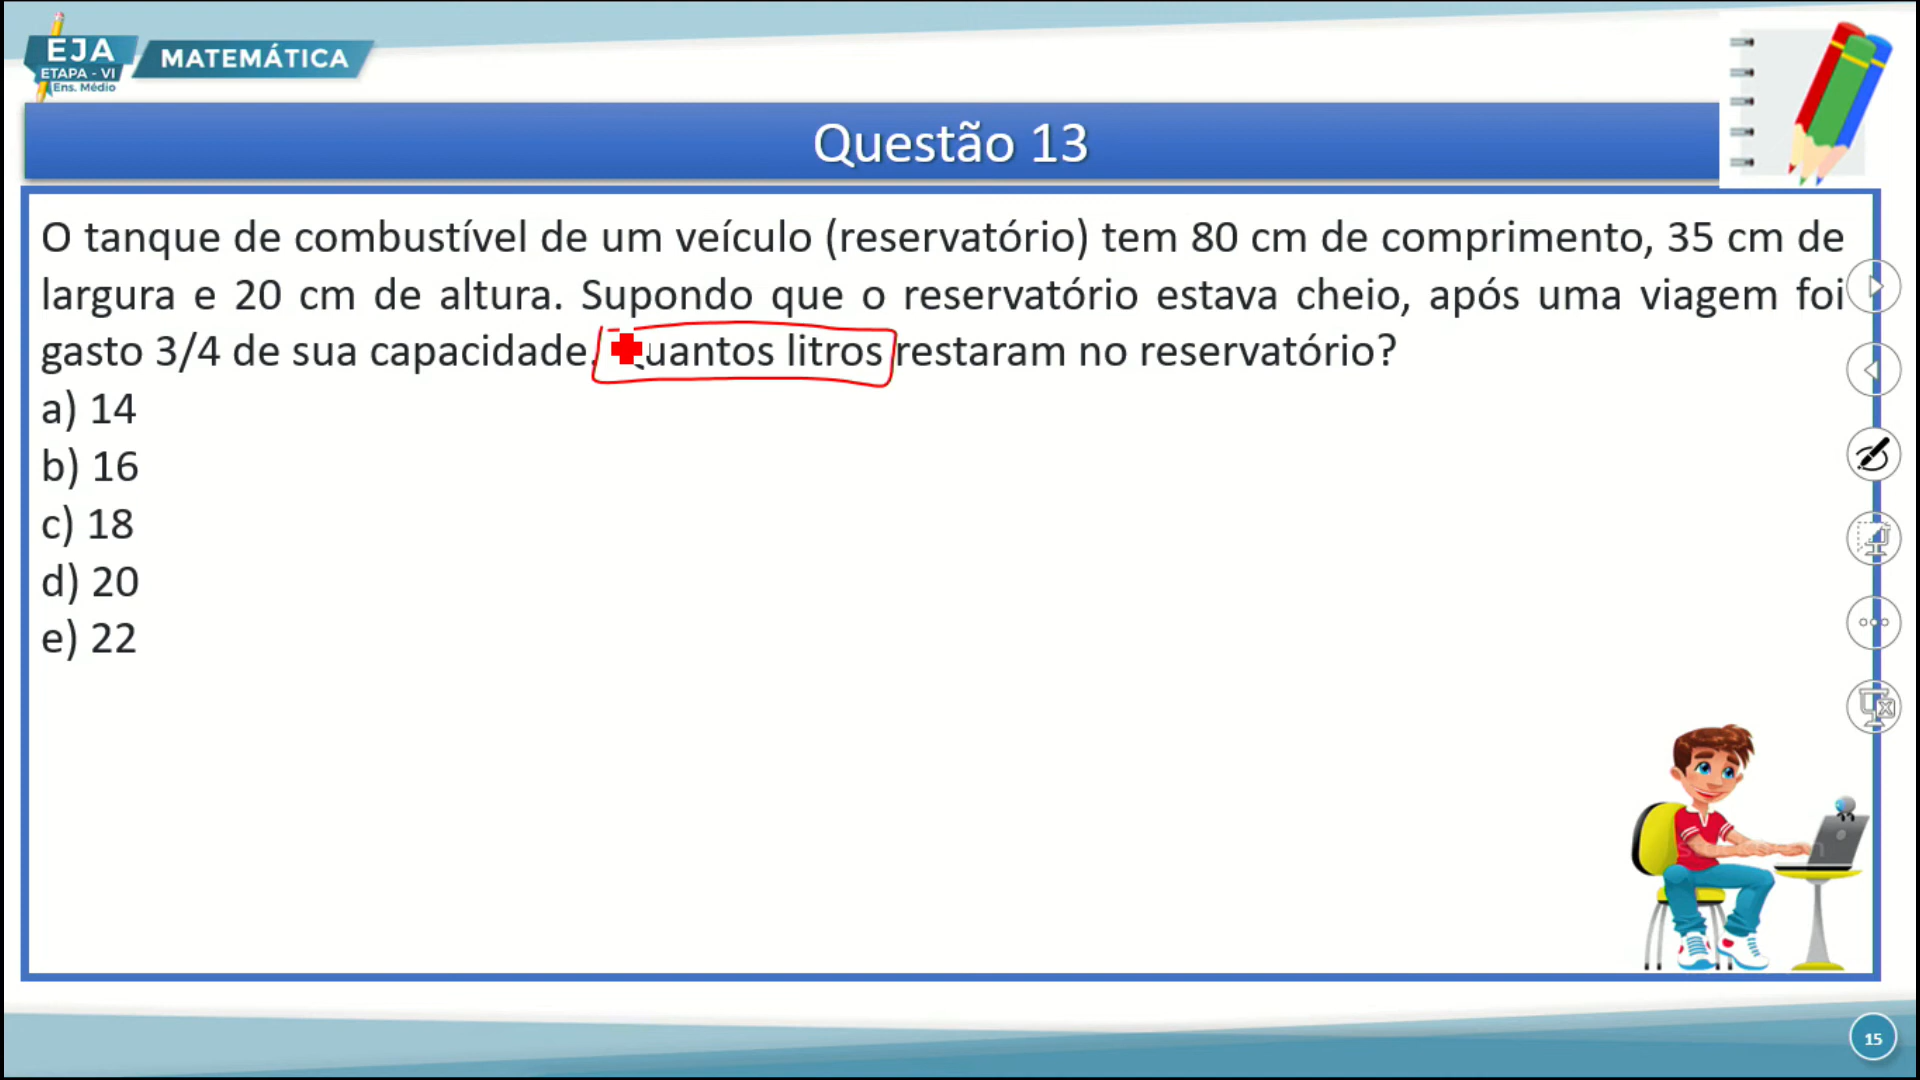 EJA
ETAPA - VI
Ens. Médio
MATEMÁTICA
Questão 13
O tanque de combustível de um veículo (reservatório) tem 80 cm de comprimento, 35 cm de
largura e 20 cm de altura. Supondo que o reservatório estava cheio, após uma viagem foi
gasto 3/4 de sua capacidade. Quantos litros restaram no reservatório?
a) 14
b) 16
c) 18
d) 20
e) 22
15